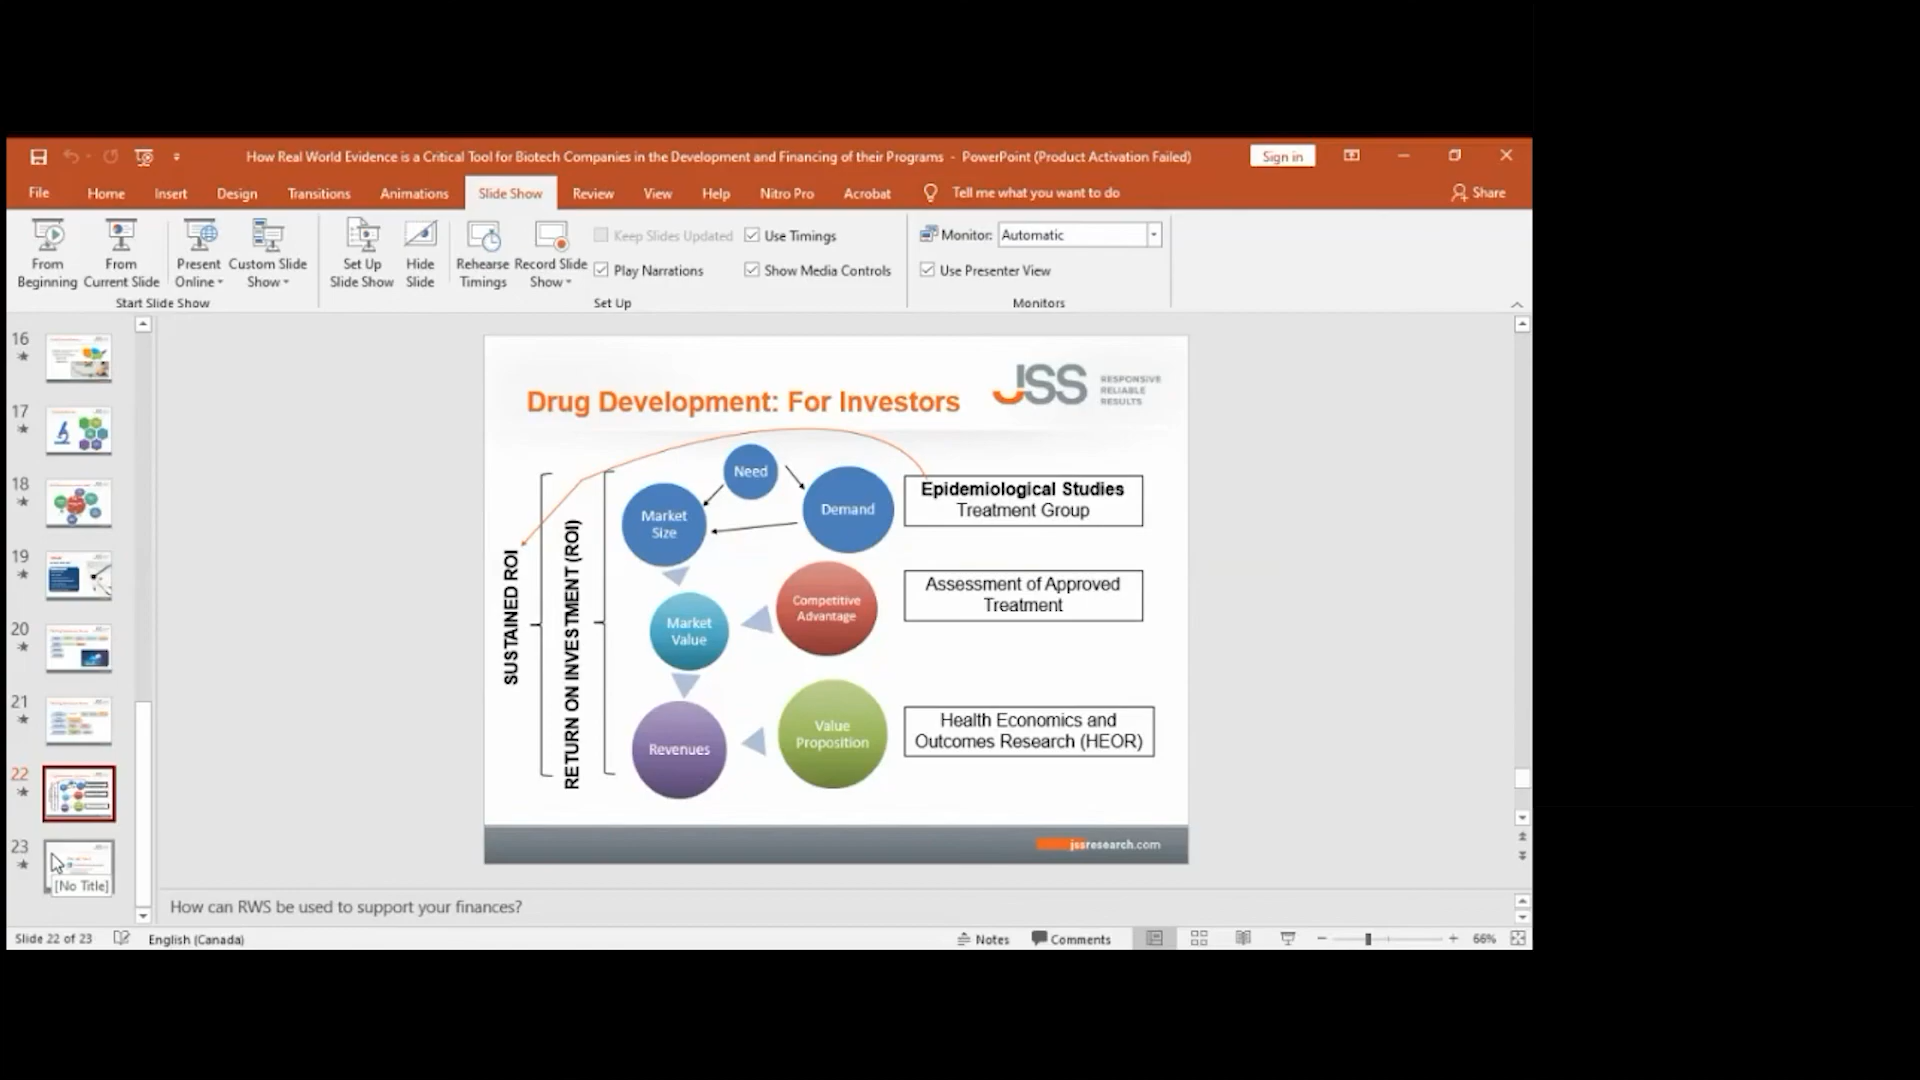 How Real World Evidence is a Critical Tool for Biotech Companies in the Development and Financing of their Programs - PowerPoint (Product Activation Failed)
Sign in
File Home Insert Design Transitions Animations Slide Show Review View Help Nitro Pro Acrobat Tell me what you want to do Share
From Beginning
From Current Slide
Present Online
Custom Slide Show
Start Slide Show
Set Up Slide Show
Hide Slide
Rehearse Timings
Record Slide Show
Keep Slides Updated
Play Narrations
Use Timings
Show Media Controls
Set Up
Monitor: Automatic
Use Presenter View
Monitors
16
17
18
19
20
21
22
23
[No Title]
Drug Development: For Investors
JSS
RESPONSIVE
RELIABLE
RESULTS
SUSTAINED ROI
RETURN ON INVESTMENT (ROI)
Need
Market
Size
Demand
Market
Value
Competitive
Advantage
Revenues
Value
Proposition
Epidemiological Studies
Treatment Group
Assessment of Approved
Treatment
Health Economics and
Outcomes Research (HEOR)
jssresearch.com
How can RWS be used to support your finances?
Slide 22 of 23 English (Canada) Notes Comments 66%